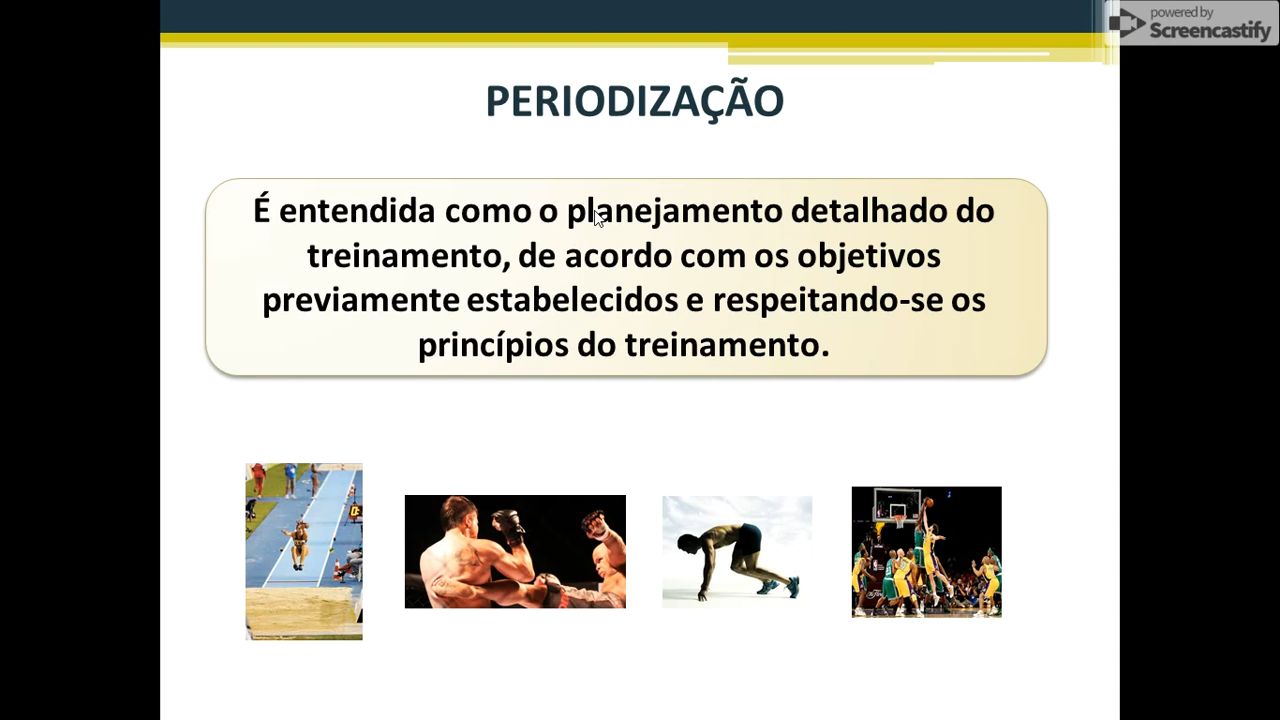 powered by
Screencastify
PERIODIZAÇÃO
É entendida como o planejamento detalhado do
treinamento, de acordo com os objetivos
previamente estabelecidos e respeitando-se os
princípios do treinamento.